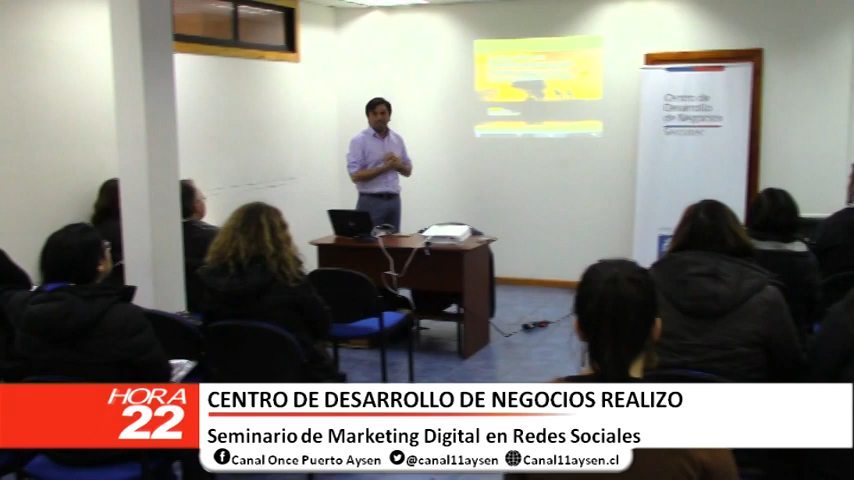 Centro de
Desarrollo
de Negocios
Sercotec
HORA
22
CENTRO DE DESARROLLO DE NEGOCIOS REALIZO
Seminario de Marketing Digital en Redes Sociales
Canal Once Puerto Aysen @canal11aysen Canal11aysen.cl